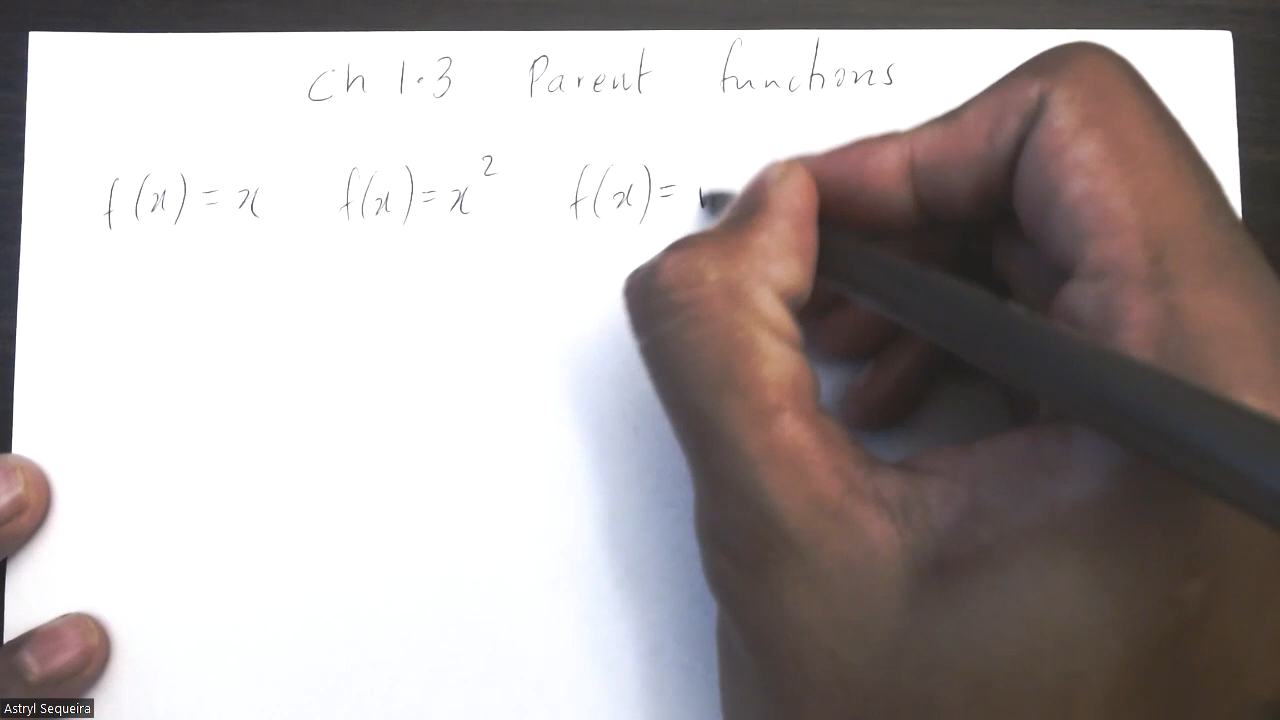 Ch 1.3 Parent functions
f(x) = x f(x) = x² f(x) =
Astryl Sequeira